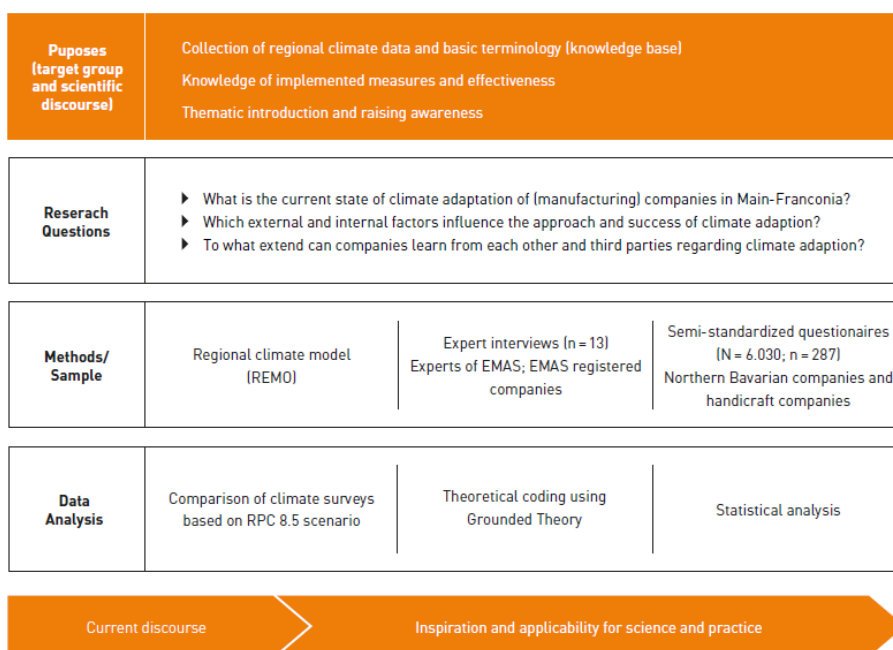 Puposes
(target group
and scientific
discourse)
Collection of regional climate data and basic terminology (knowledge base)
Knowledge of implemented measures and effectiveness
Thematic introduction and raising awareness
Reserach
Questions
What is the current state of climate adaptation of (manufacturing) companies in Main-Franconia?
Which external and internal factors influence the approach and success of climate adaption?
To what extend can companies learn from each other and third parties regarding climate adaption?
Methods/
Sample
Regional climate model
(REMO)
Expert interviews (n = 13)
Experts of EMAS; EMAS registered
companies
Semi-standardized questionaires
(N = 6.030; n = 287)
Northern Bavarian companies and
handicraft companies
Data
Analysis
Comparison of climate surveys
based on RPC 8.5 scenario
Theoretical coding using
Grounded Theory
Statistical analysis
Current discourse
Inspiration and applicability for science and practice